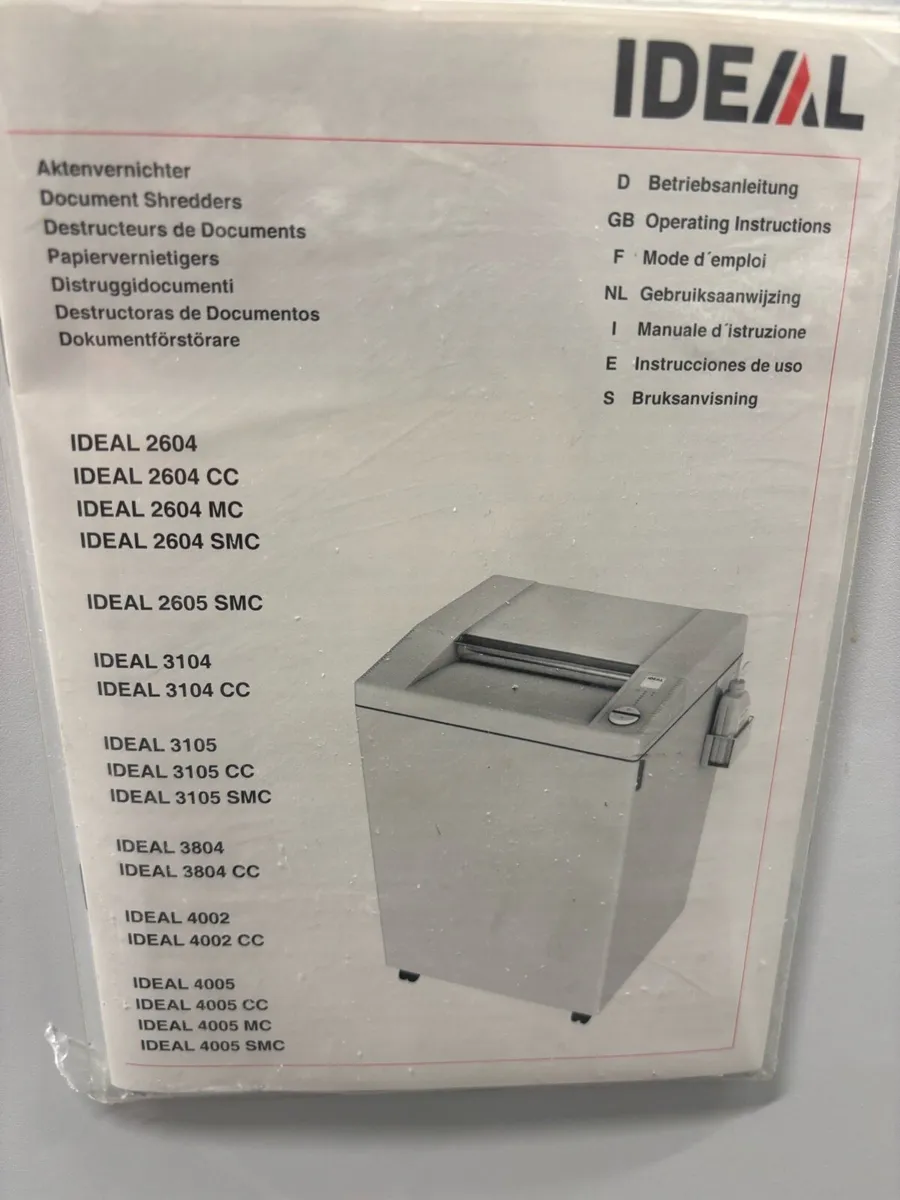 IDEAL
Aktenvernichter
Document Shredders
Destructeurs de Documents
Papiervernietigers
Distruggidocumenti
Destructoras de Documentos
Dokumentförstörare
D Betriebsanleitung
GB Operating Instructions
F Mode d´emploi
NL Gebruiksaanwijzing
I Manuale d´istruzione
E Instrucciones de uso
S Bruksanvisning
IDEAL 2604
IDEAL 2604 CC
IDEAL 2604 MC
IDEAL 2604 SMC
IDEAL 2605 SMC
IDEAL 3104
IDEAL 3104 CC
IDEAL 3105
IDEAL 3105 CC
IDEAL 3105 SMC
IDEAL 3804
IDEAL 3804 CC
IDEAL 4002
IDEAL 4002 CC
IDEAL 4005
IDEAL 4005 CC
IDEAL 4005 MC
IDEAL 4005 SMC
IDEAL